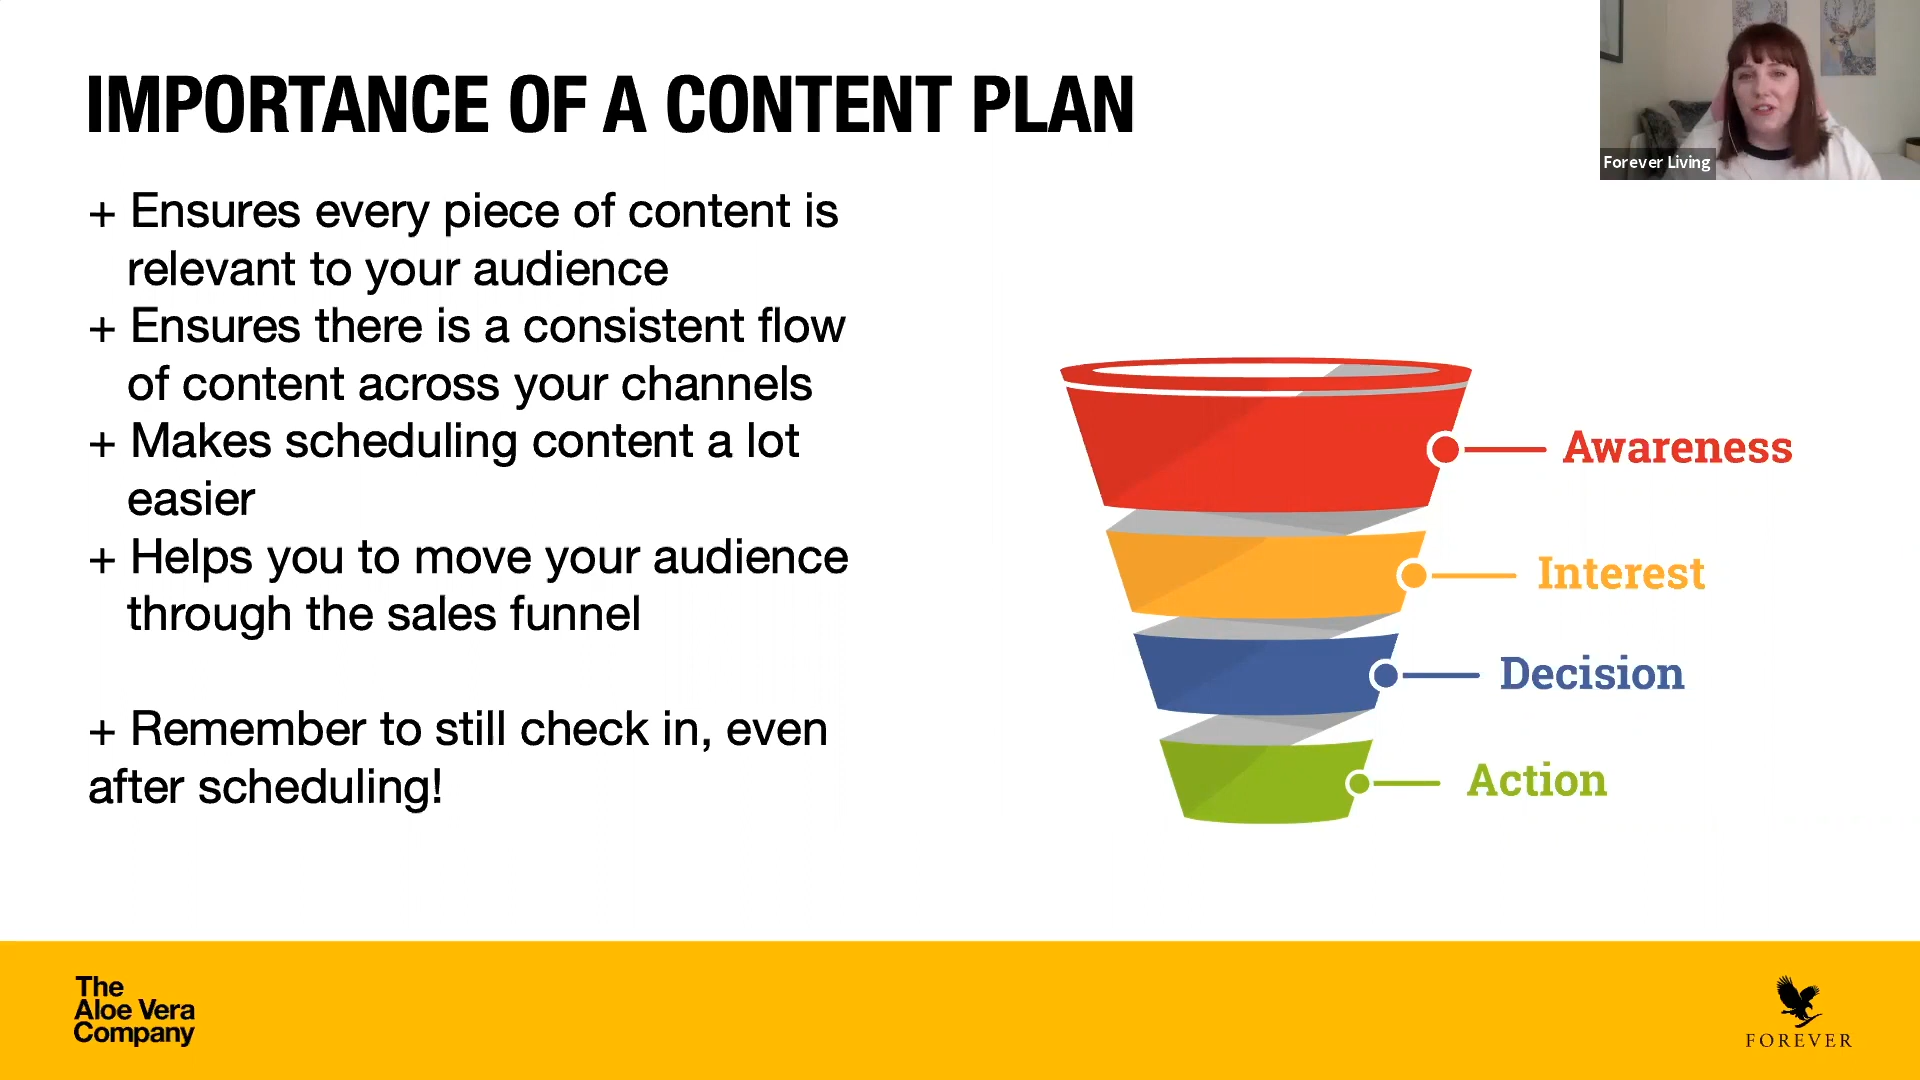 IMPORTANCE OF A CONTENT PLAN
Forever Living
+ Ensures every piece of content is
relevant to your audience
+ Ensures there is a consistent flow
of content across your channels
+ Makes scheduling content a lot
easier
+ Helps you to move your audience
through the sales funnel
+ Remember to still check in, even
after scheduling!
Awareness
Interest
Decision
Action
The
Aloe Vera
Company
FOREVER